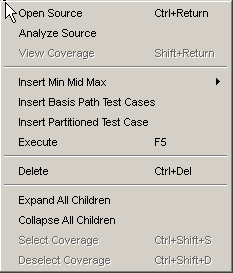 Open Source Ctrl+Return
Analyze Source
View Coverage Shift+Return
Insert Min Mid Max
Insert Basis Path Test Cases
Insert Partitioned Test Case
Execute F5
Delete Ctrl+Del
Expand All Children
Collapse All Children
Select Coverage Ctrl+Shift+S
Deselect Coverage Ctrl+Shift+D